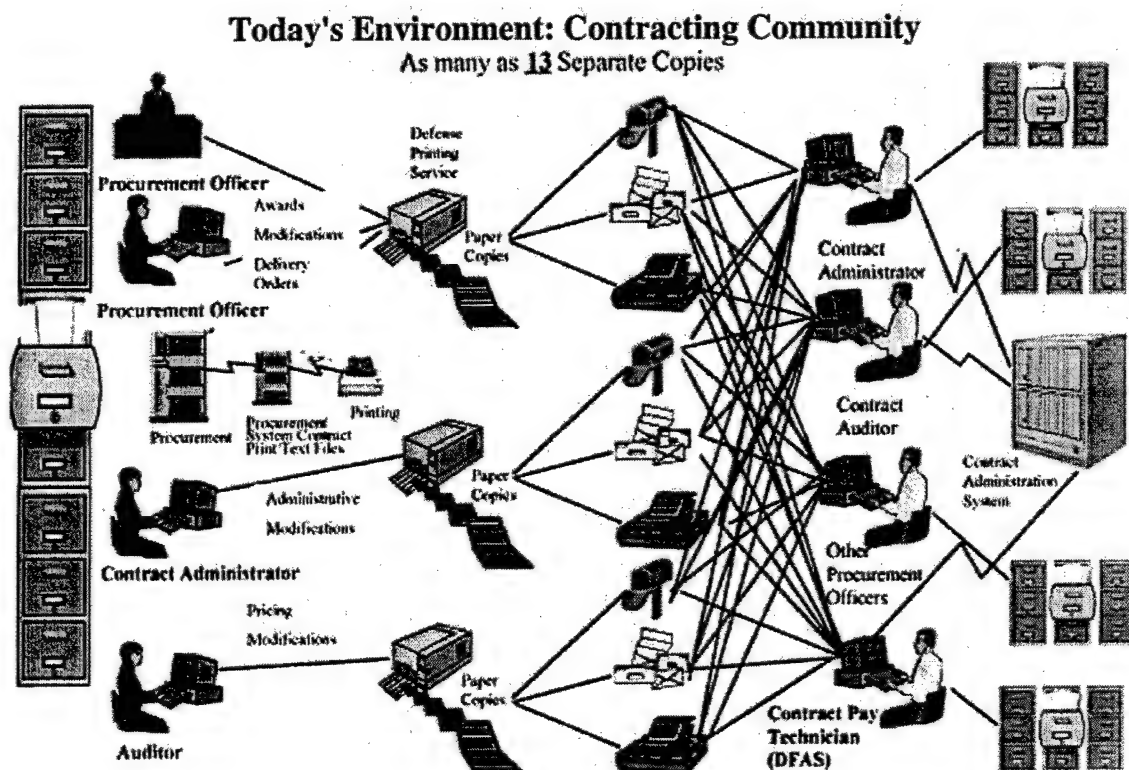 Today's Environment: Contracting Community
As many as 13 Separate Copies
Procurement Officer
Awards
Modifications
Delivery
Orders
Defense
Printing
Service
Paper
Copies
Procurement Officer
Procurement
Procurement
System Contract
Print Text Files
Printing
Administrative
Modifications
Paper
Copies
Contract Administrator
Pricing
Modifications
Paper
Copies
Auditor
Contract
Administrator
Contract
Auditor
Contract
Administration
System
Other
Procurement
Officers
Contract Pay
Technician
(DFAS)